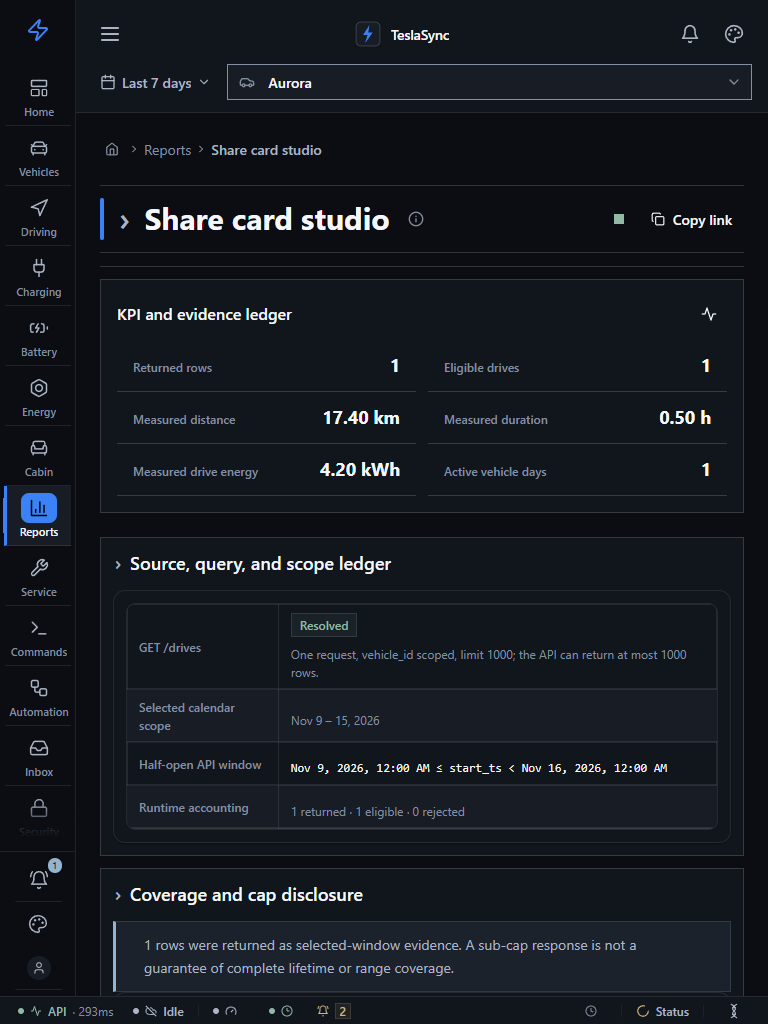 TeslaSync
Last 7 days
Aurora
Home
Vehicles
Driving
Charging
Battery
Energy
Cabin
Reports
Service
Commands
Automation
Inbox
Security
1
Reports
Share card studio
Share card studio
Copy link
KPI and evidence ledger
Returned rows 1
Eligible drives 1
Measured distance 17.40 km
Measured duration 0.50 h
Measured drive energy 4.20 kWh
Active vehicle days 1
Source, query, and scope ledger
GET /drives
Resolved
One request, vehicle_id scoped, limit 1000; the API can return at most 1000
rows.
Selected calendar
scope
Nov 9 – 15, 2026
Half-open API window
Nov 9, 2026, 12:00 AM ≤ start_ts < Nov 16, 2026, 12:00 AM
Runtime accounting
1 returned · 1 eligible · 0 rejected
Coverage and cap disclosure
1 rows were returned as selected-window evidence. A sub-cap response is not a
guarantee of complete lifetime or range coverage.
API · 293ms
Idle
2
Status